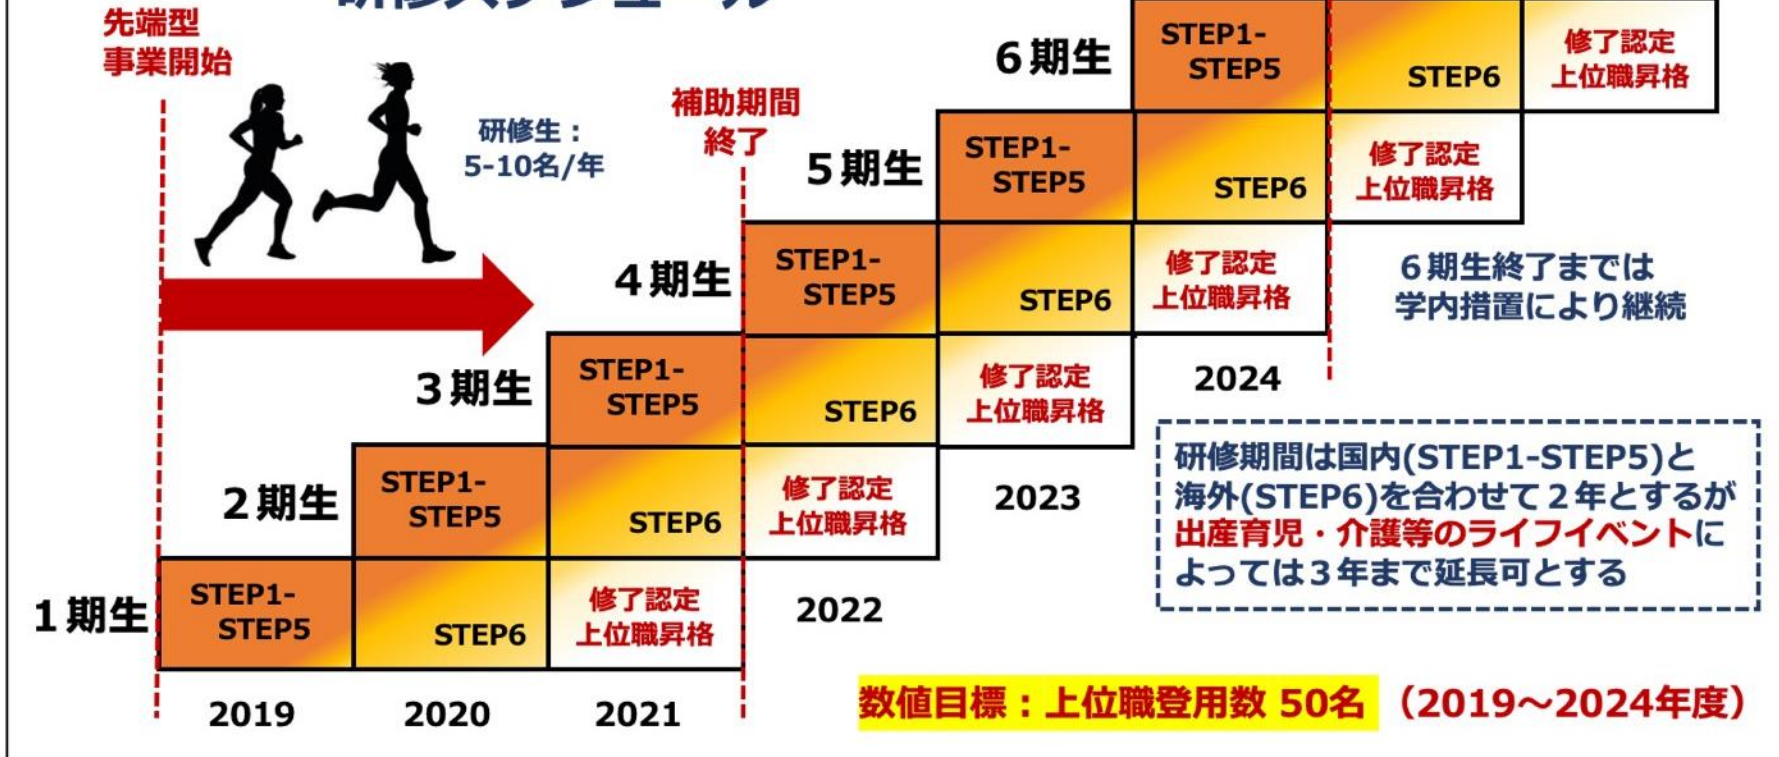 研修スケジュール
先端型
事業開始
研修生：
5-10名/年
補助期間
終了
6期生
STEP1-
STEP5
STEP6
修了認定
上位職昇格
5期生
STEP1-
STEP5
STEP6
修了認定
上位職昇格
4期生
STEP1-
STEP5
STEP6
修了認定
上位職昇格
6期生終了までは
学内措置により継続
3期生
STEP1-
STEP5
STEP6
修了認定
上位職昇格
2024
2期生
STEP1-
STEP5
STEP6
修了認定
上位職昇格
2023
研修期間は国内(STEP1-STEP5)と
海外(STEP6)を合わせて２年とするが
出産育児・介護等のライフイベントに
よっては３年まで延長可とする
1期生
STEP1-
STEP5
STEP6
修了認定
上位職昇格
2022
2019
2020
2021
数値目標：上位職登用数 50名 （2019～2024年度）